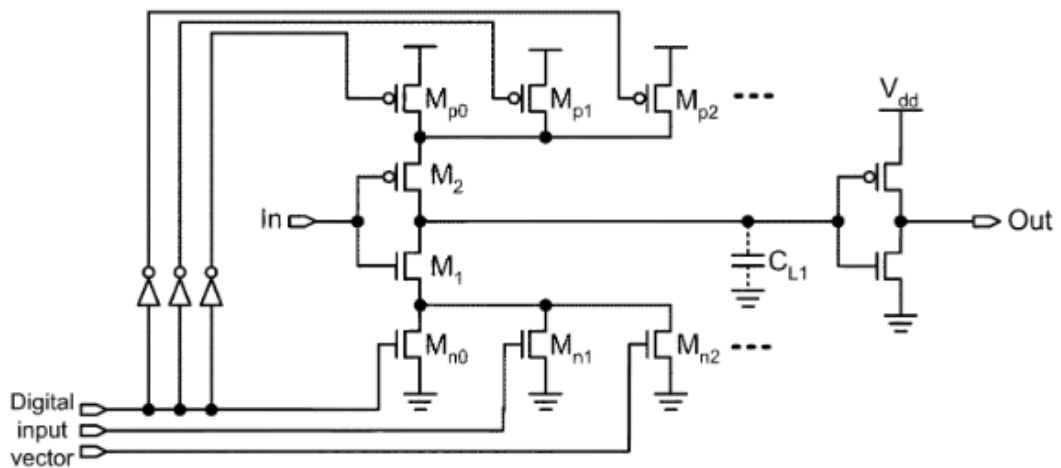 M_p0
M_p1
M_p2
V_dd
In
M_2
M_1
C_L1
Out
M_n0
M_n1
M_n2
Digital
input
vector